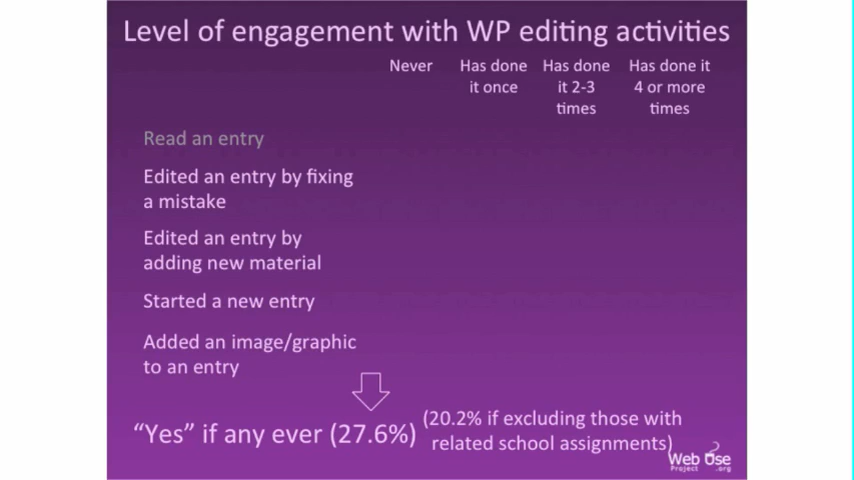 Level of engagement with WP editing activities
Never
Has done
it once
Has done
it 2-3
times
Has done it
4 or more
times
Read an entry
Edited an entry by fixing
a mistake
Edited an entry by
adding new material
Started a new entry
Added an image/graphic
to an entry
“Yes” if any ever (27.6%)
(20.2% if excluding those with
related school assignments)
Web Use
Project .org